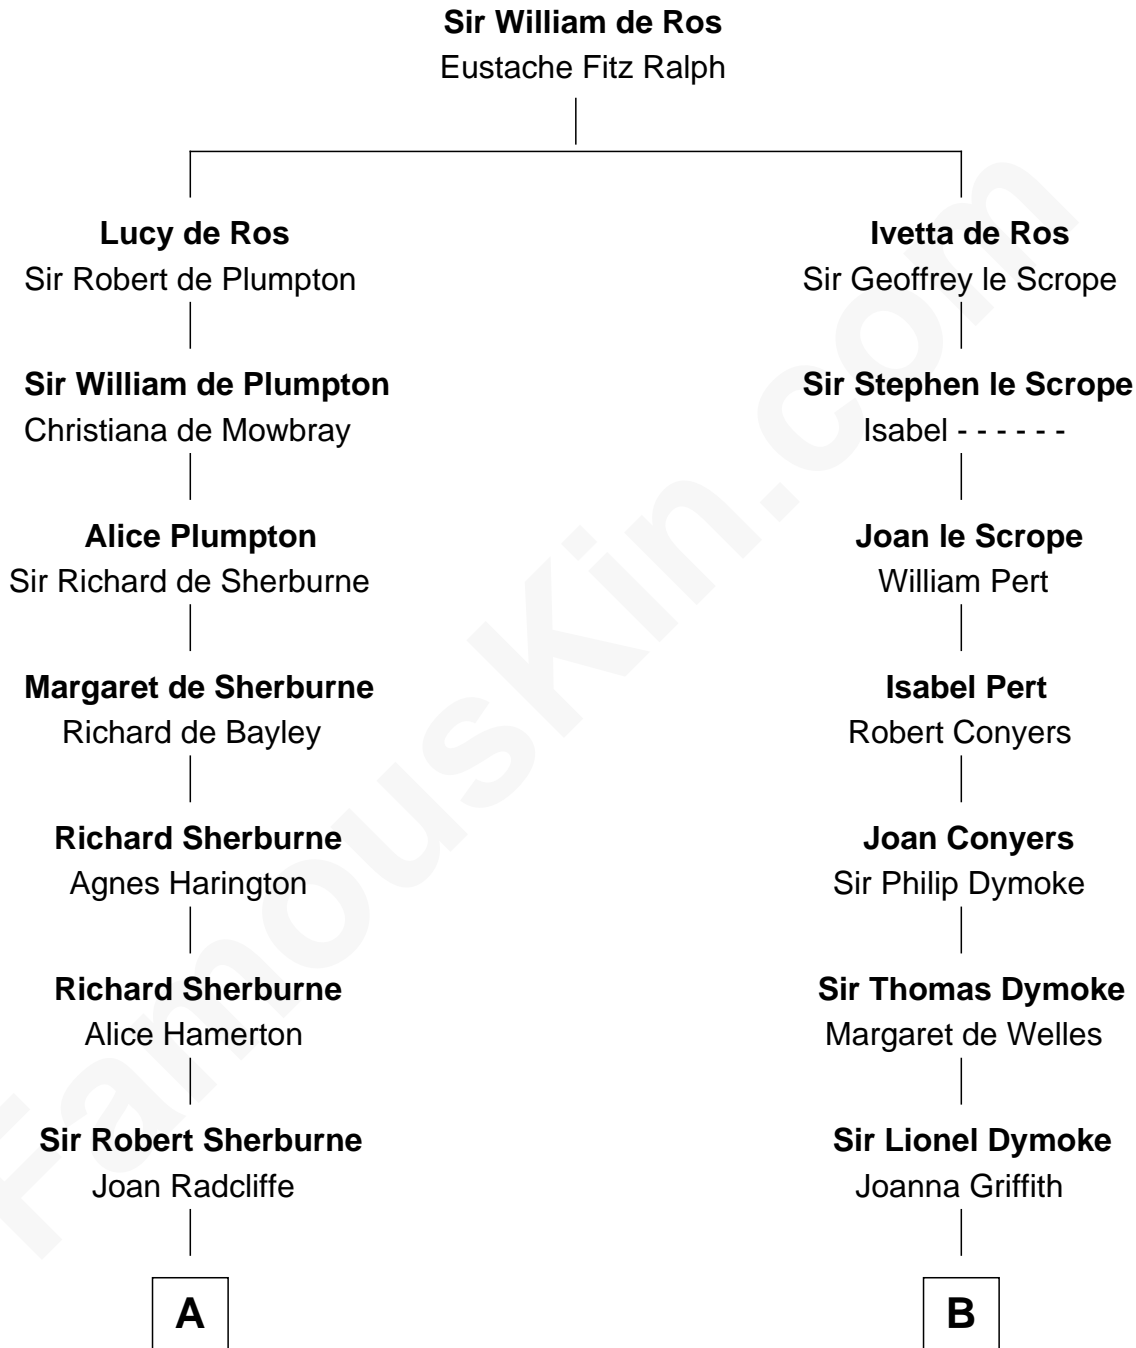 Sir William de Ros
Eustache Fitz Ralph
Lucy de Ros
Sir Robert de Plumpton
Ivetta de Ros
Sir Geoffrey le Scrope
Sir William de Plumpton
Christiana de Mowbray
Sir Stephen le Scrope
Isabel - - - - - -
Alice Plumpton
Sir Richard de Sherburne
Joan le Scrope
William Pert
Margaret de Sherburne
Richard de Bayley
Isabel Pert
Robert Conyers
Richard Sherburne
Agnes Harington
Joan Conyers
Sir Philip Dymoke
Richard Sherburne
Alice Hamerton
Sir Thomas Dymoke
Margaret de Welles
Sir Robert Sherburne
Joan Radcliffe
Sir Lionel Dymoke
Joanna Griffith
A
B
FamousKin.com